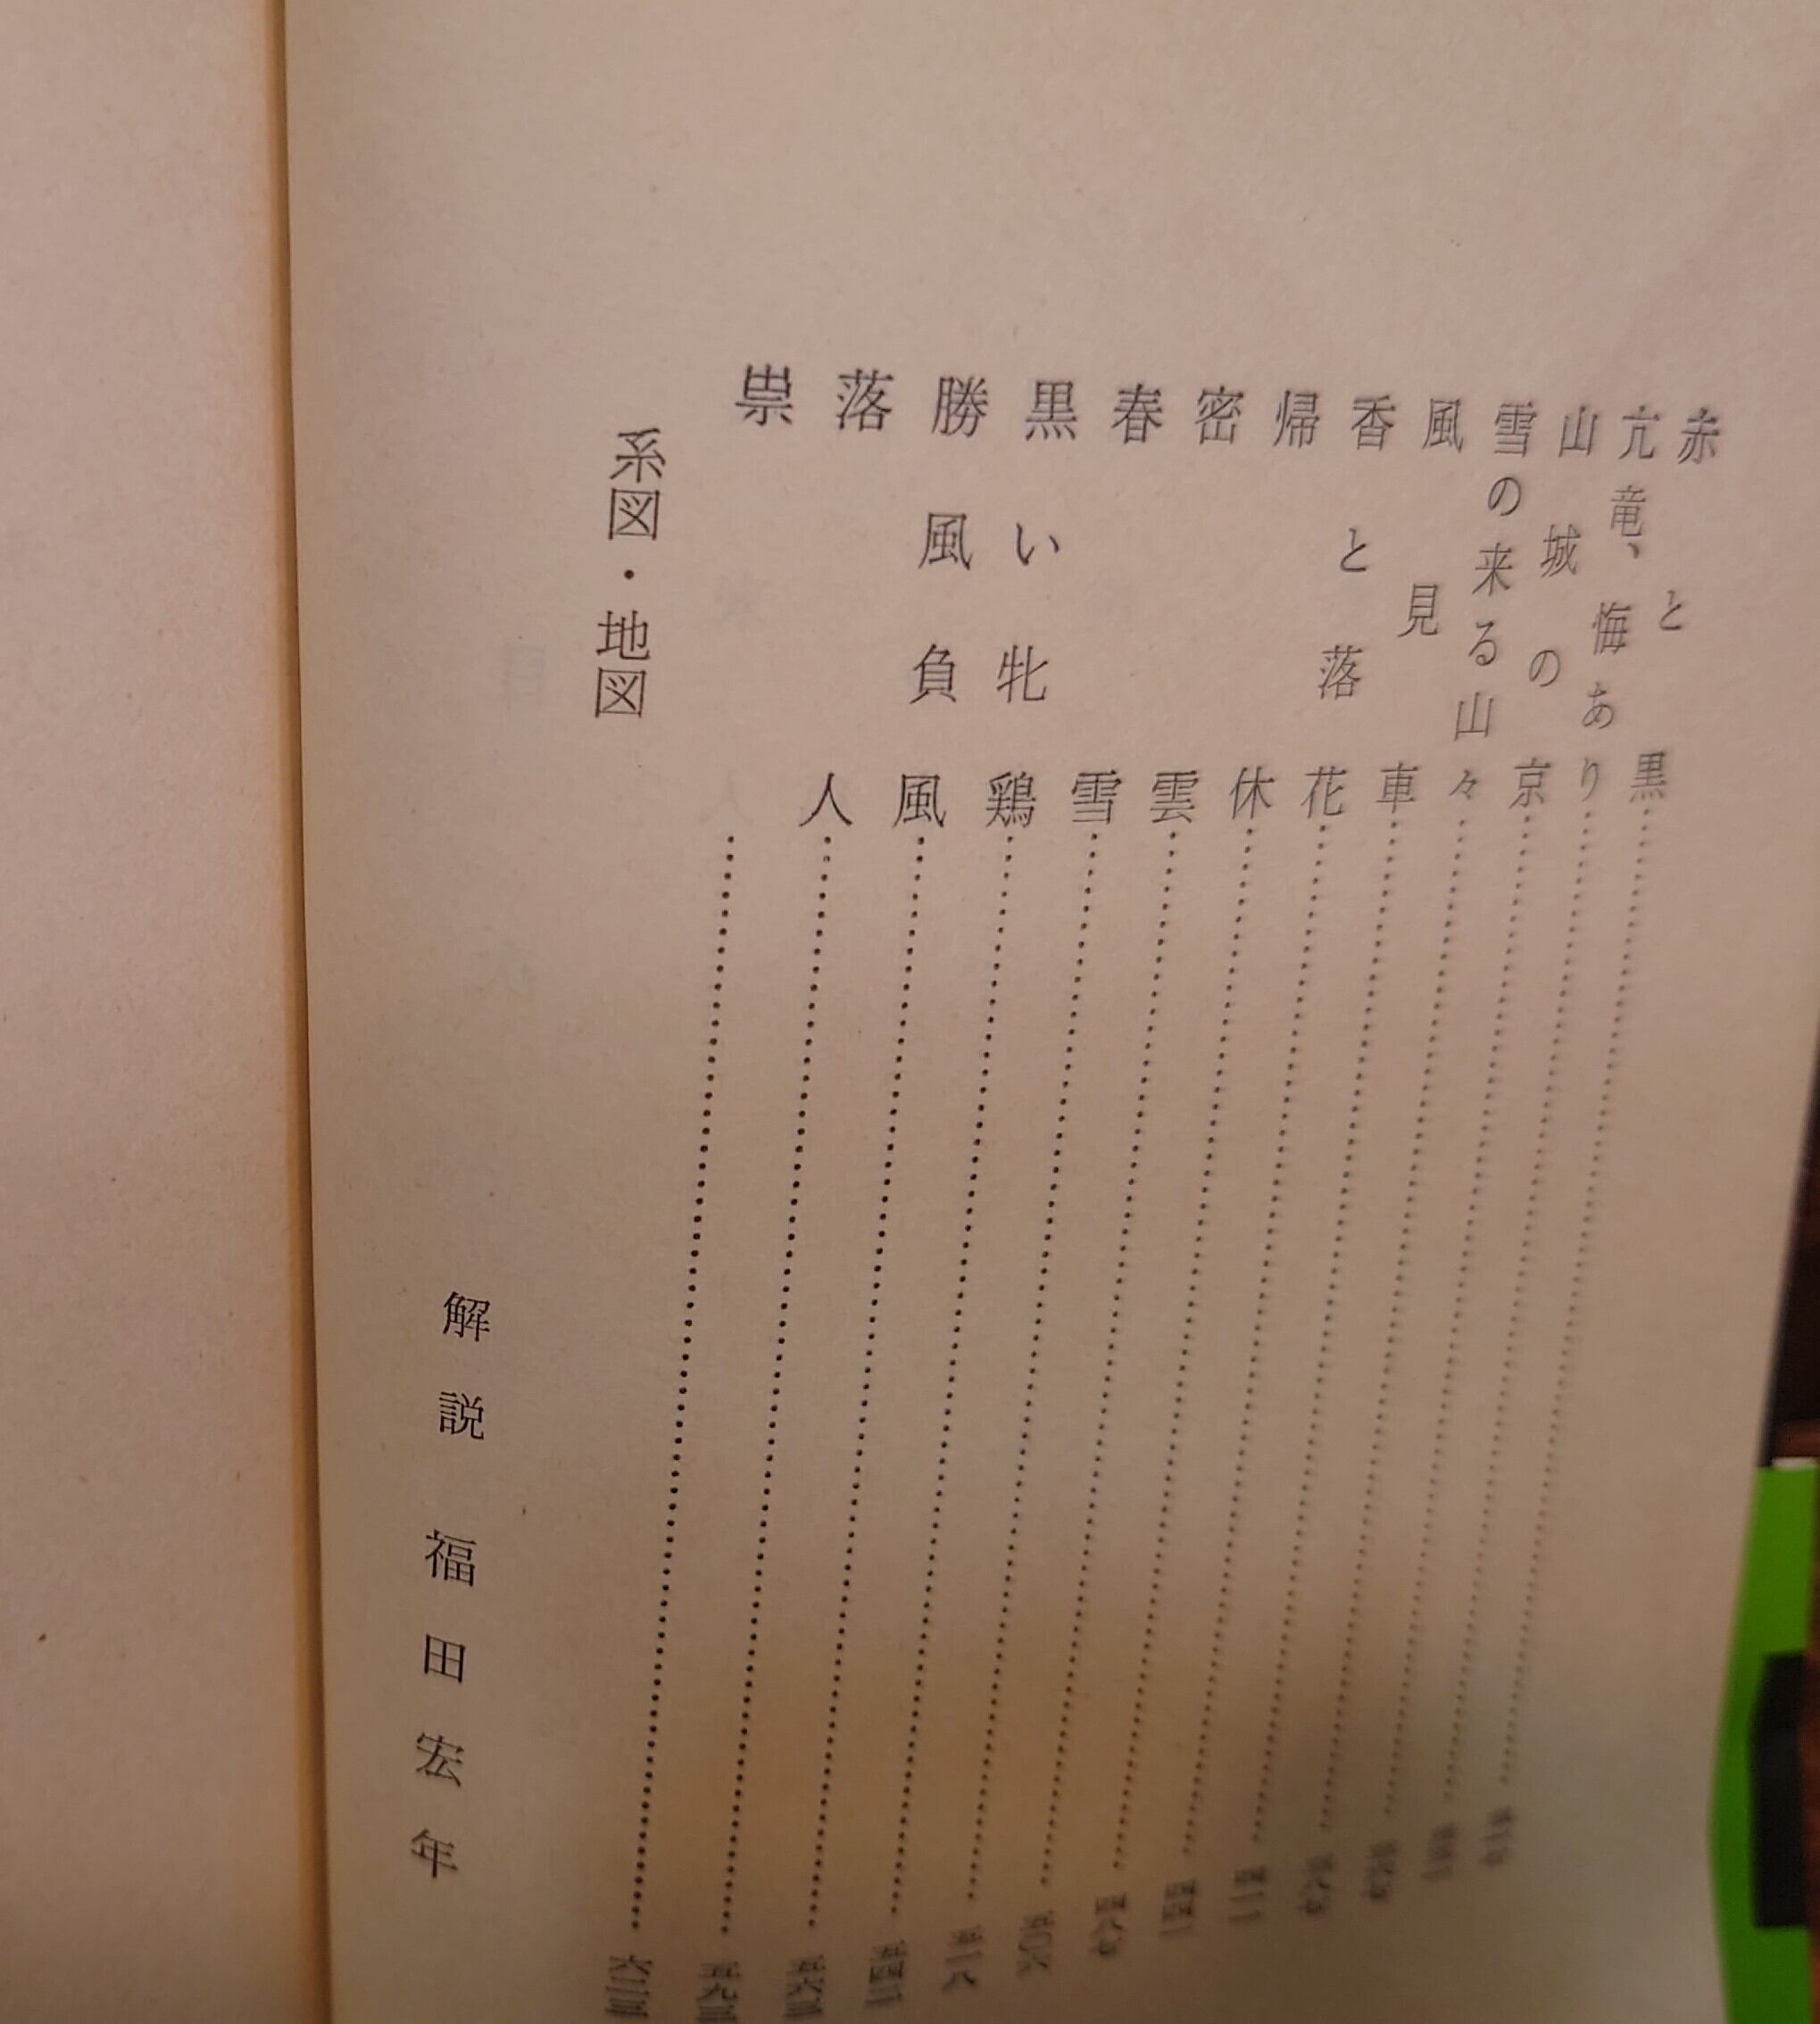 赤と黒
亢竜、悔あり
山城の京
雪の来る山々
風見車
香と落花
帰休
密雲
春雪
黒い牝鶏
勝風負風
落人
祟
系図・地図
解説 福田宏年